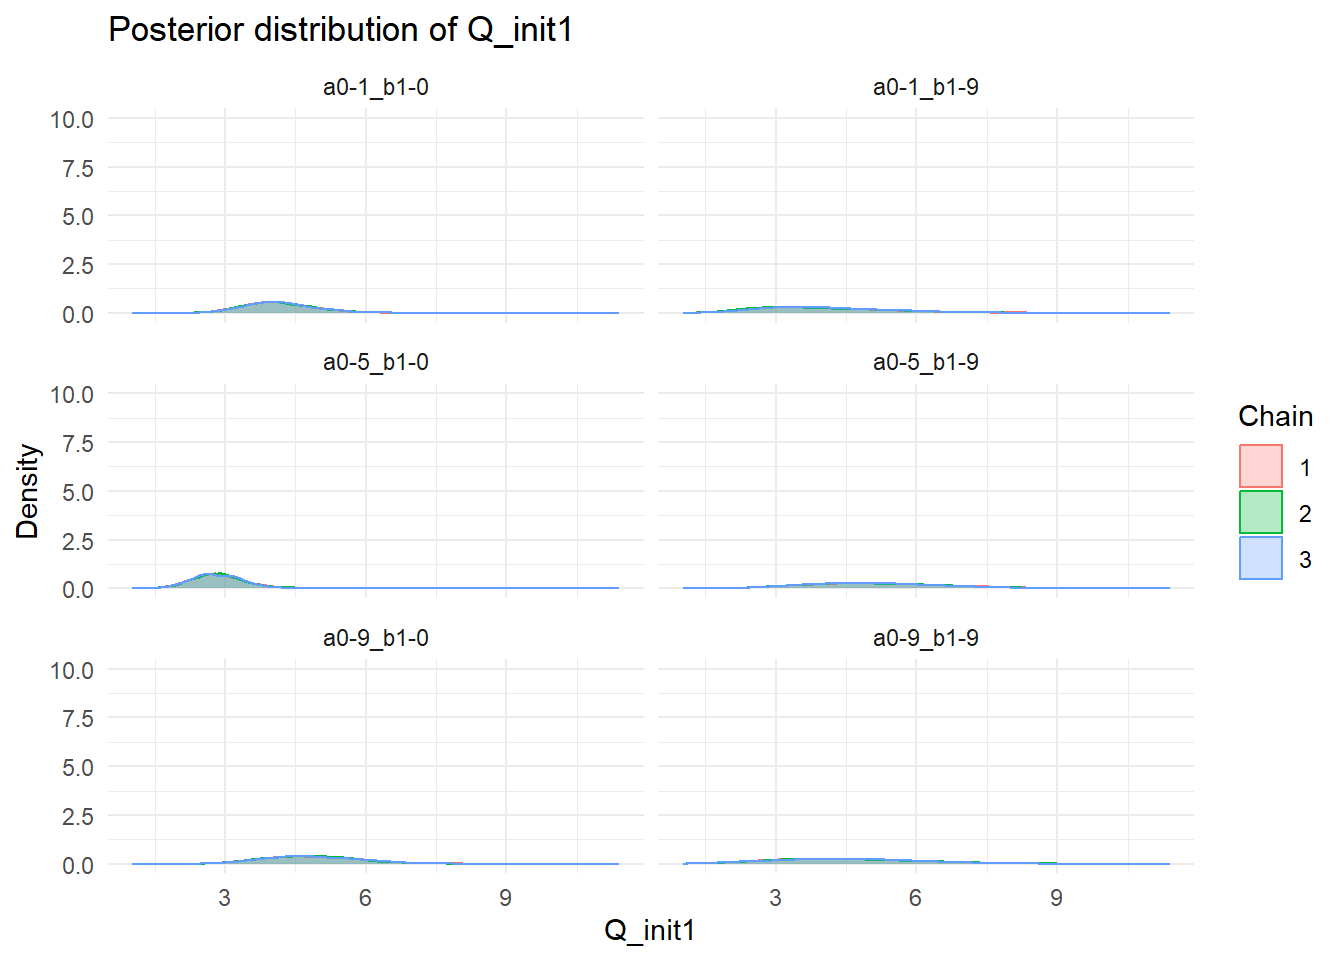 Posterior distribution of Q_init1
a0-1_b1-0
a0-1_b1-9
10.0
7.5
5.0
2.5
0.0
a0-5_b1-0
a0-5_b1-9
10.0
7.5
5.0
2.5
0.0
a0-9_b1-0
a0-9_b1-9
10.0
7.5
5.0
2.5
0.0
3 6 9
3 6 9
Q_init1
Density
Chain
1
2
3